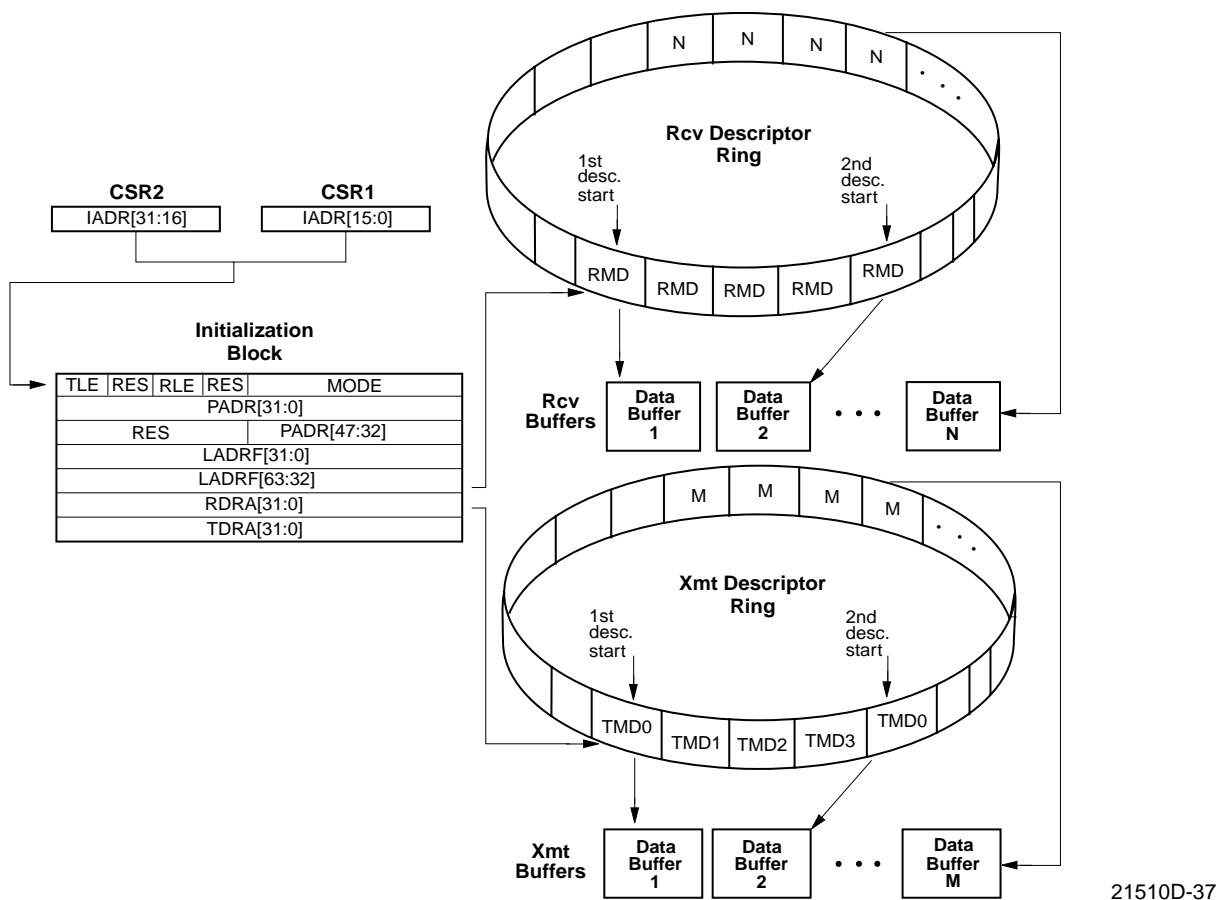 N N N N . . .
Rcv Descriptor
Ring
1st
desc.
start
2nd
desc.
start
CSR2
CSR1
IADR[31:16]
IADR[15:0]
RMD RMD RMD RMD RMD
Initialization
Block
TLE RES RLE RES MODE
PADR[31:0]
RES PADR[47:32]
LADRF[31:0]
LADRF[63:32]
RDRA[31:0]
TDRA[31:0]
Rcv
Buffers
Data
Buffer
1
Data
Buffer
2
• • •
Data
Buffer
N
M M M M . . .
Xmt Descriptor
Ring
1st
desc.
start
2nd
desc.
start
TMD0 TMD1 TMD2 TMD3 TMD0
Xmt
Buffers
Data
Buffer
1
Data
Buffer
2
• • •
Data
Buffer
M
21510D-37